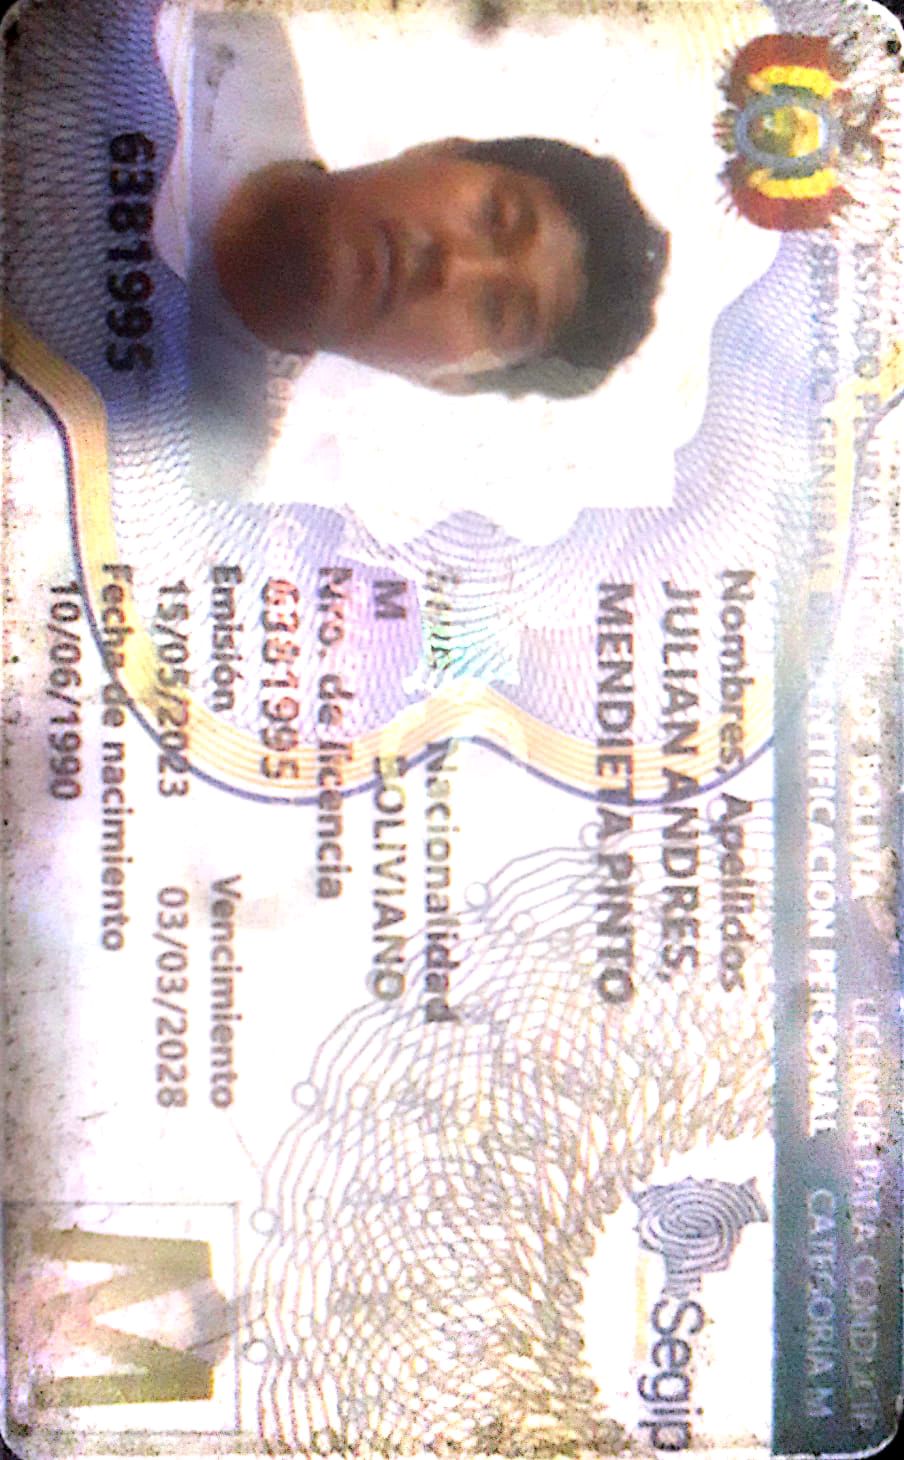 ESTADO PLURINACIONAL DE BOLIVIA LICENCIA PARA CONDUCIR
SERVICIO GENERAL DE IDENTIFICACIÓN PERSONAL CATEGORIA M
Segip
Nombres, Apellidos
JULIAN ANDRES,
MENDIETA PINTO
Nacionalidad
M BOLIVIANO
Nro. de licencia
6381995
Emisión Vencimiento
15/05/2023 03/03/2028
Fecha de nacimiento
10/06/1990
6381995
M